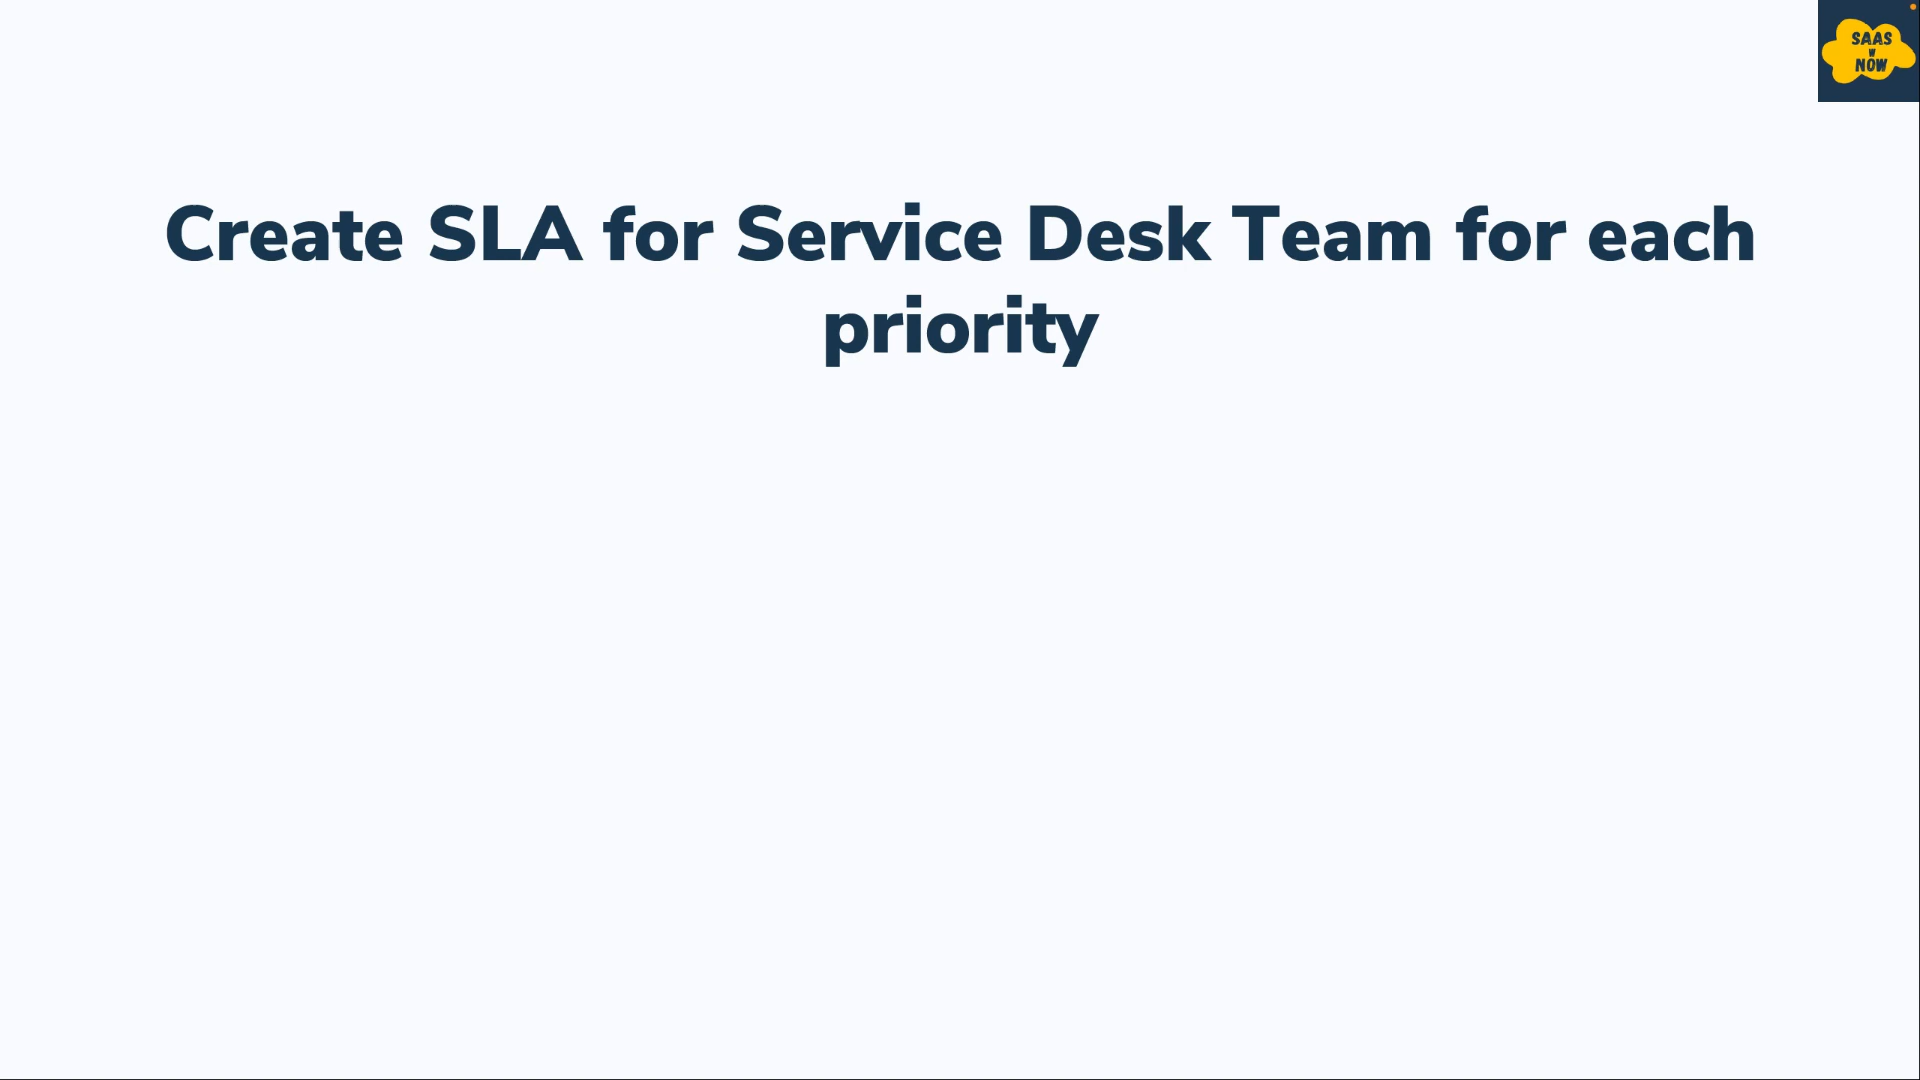 SAAS
W
NOW
Create SLA for Service Desk Team for each
priority